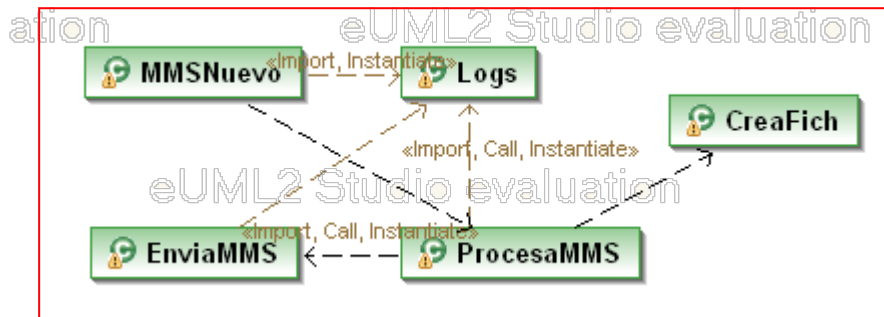 ation
eUML2 Studio evaluation
MMSNuevo
«Import, Instantiate»
Logs
CreaFich
«Import, Call, Instantiate»
eUML2 Studio evaluation
«Import, Call, Instantiate»
EnviaMMS
ProcesaMMS